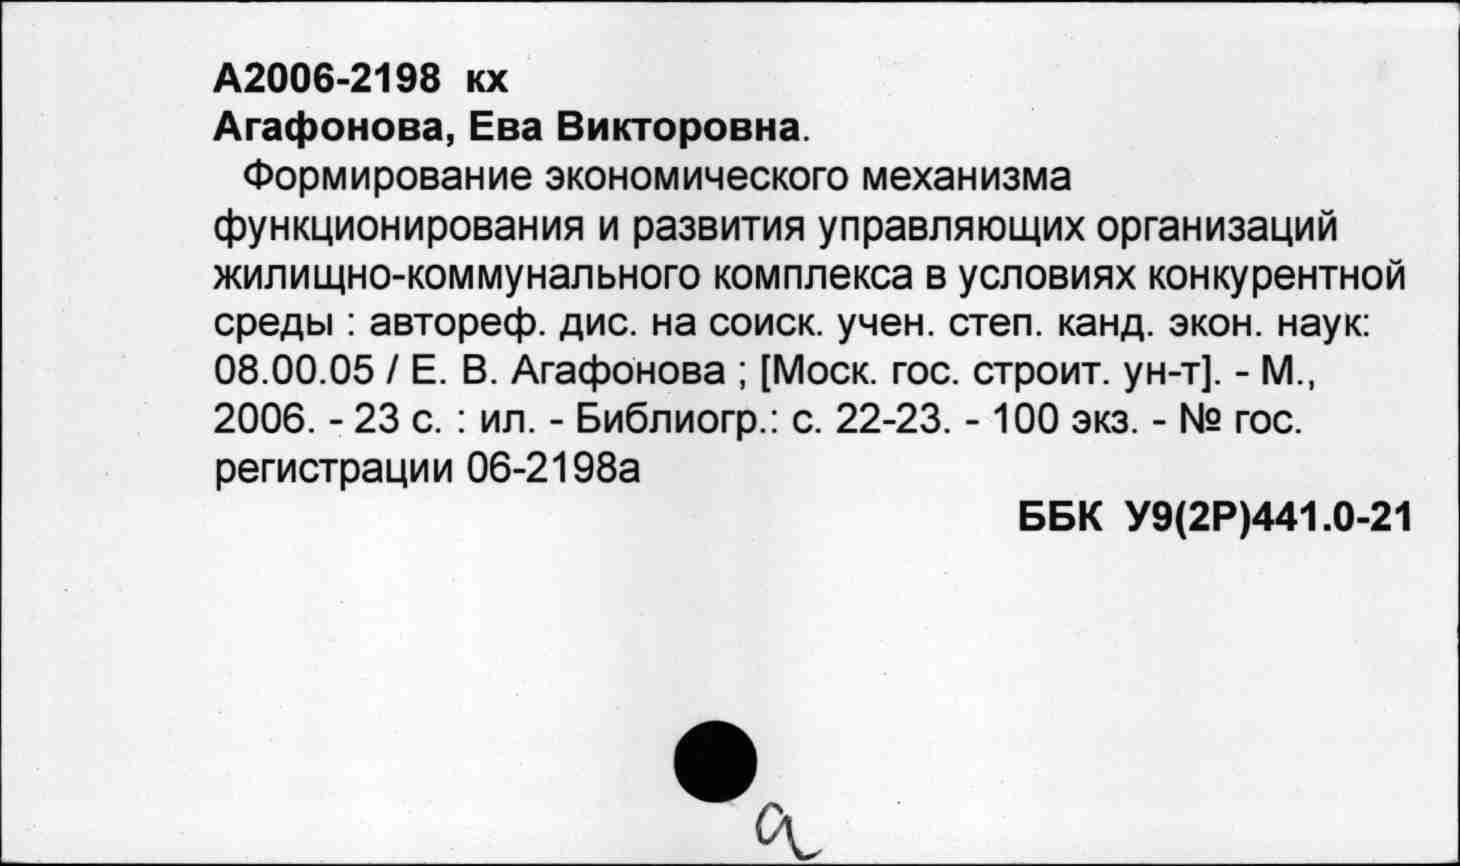 А2006-2198 кх
Агафонова, Ева Викторовна.
Формирование экономического механизма
функционирования и развития управляющих организаций
жилищно-коммунального комплекса в условиях конкурентной
среды : автореф. дис. на соиск. учен. степ. канд. экон. наук:
08.00.05 / Е. В. Агафонова ; [Моск. гос. строит. ун-т]. - М.,
2006. - 23 с. : ил. - Библиогр.: с. 22-23. - 100 экз. - № гос.
регистрации 06-2198а
ББК У9(2Р)441.0-21
а